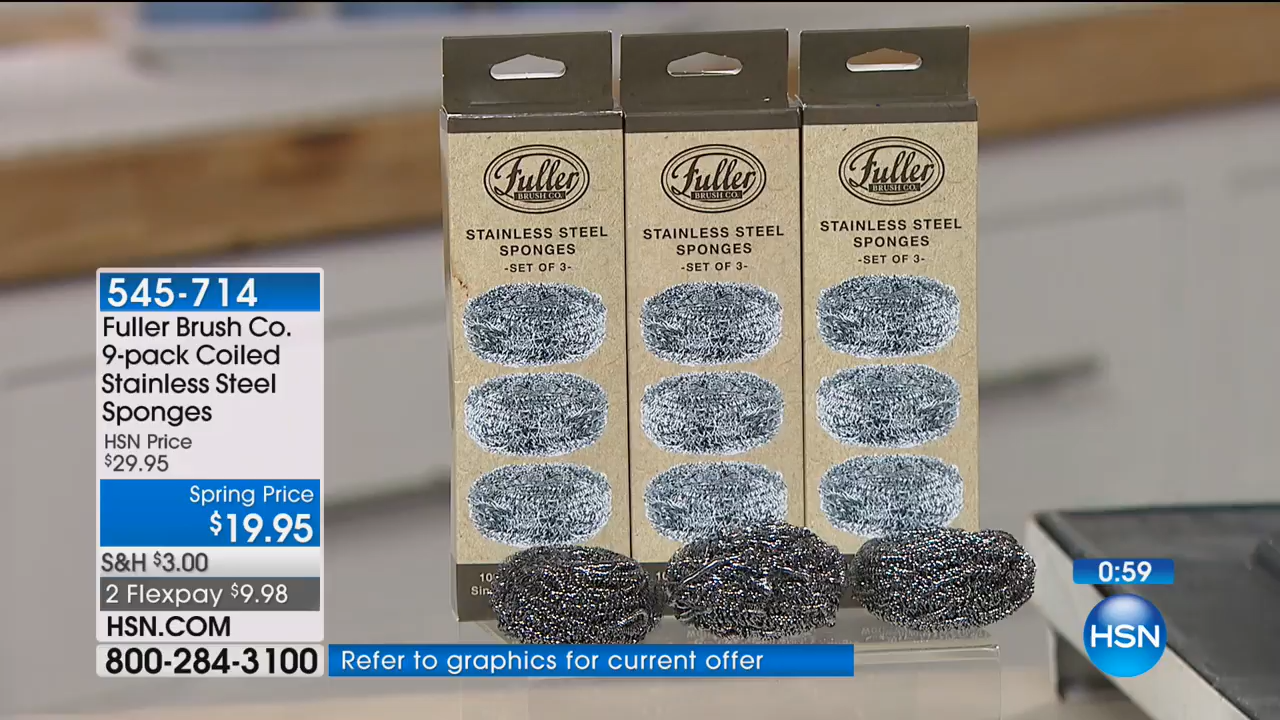 Fuller
BRUSH CO.
STAINLESS STEEL
SPONGES
-SET OF 3-
Fuller
BRUSH CO.
STAINLESS STEEL
SPONGES
-SET OF 3-
Fuller
BRUSH CO.
STAINLESS STEEL
SPONGES
-SET OF 3-
545-714
Fuller Brush Co.
9-pack Coiled
Stainless Steel
Sponges
HSN Price
$29.95
Spring Price
$19.95
S&H $3.00
2 Flexpay $9.98
HSN.COM
800-284-3100
Refer to graphics for current offer
0:59
HSN